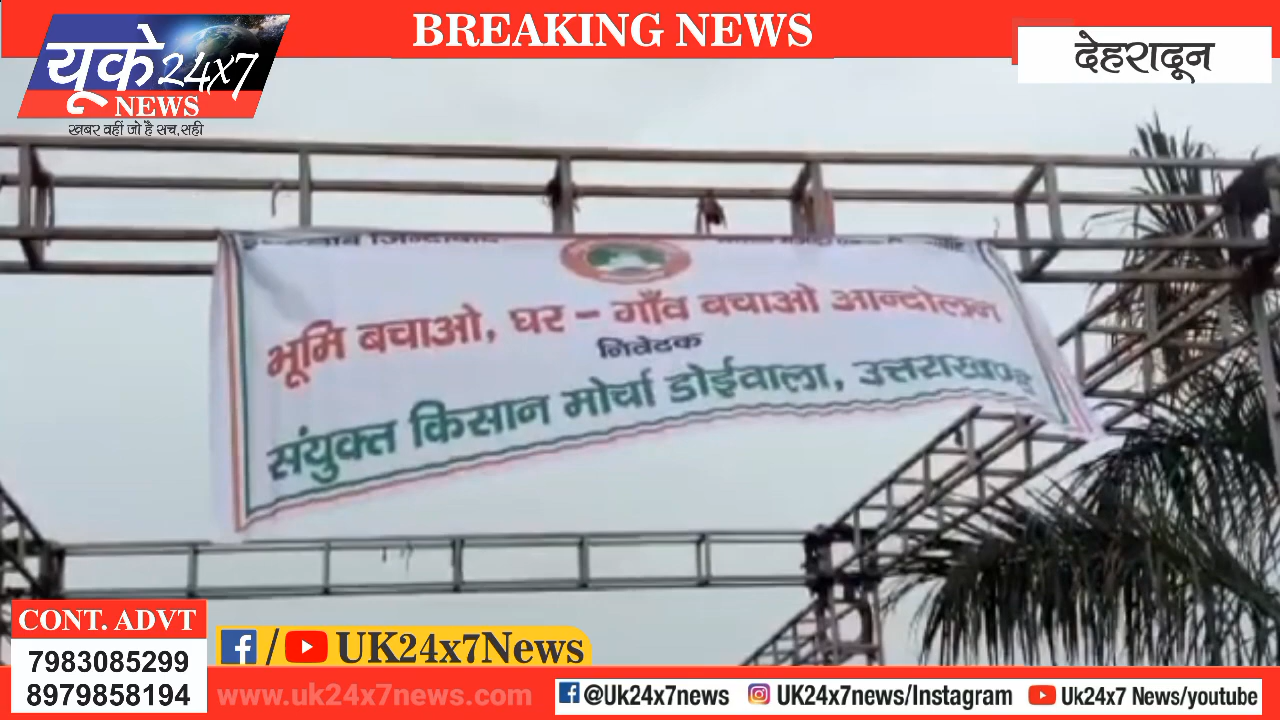 BREAKING NEWS
यूके 24x7
NEWS
खबर वहीं जो है सच, सही
देहरादून
जिन्दाबाद
भूमि बचाओ, घर - गाँव बचाओ आन्दोलन
निवेदक
संयुक्त किसान मोर्चा डोईवाला, उत्तराखण्ड
CONT. ADVT
7983085299
8979858194
/ UK24x7News
www.uk24x7news.com
@Uk24x7news UK24x7news/Instagram Uk24x7 News/youtube